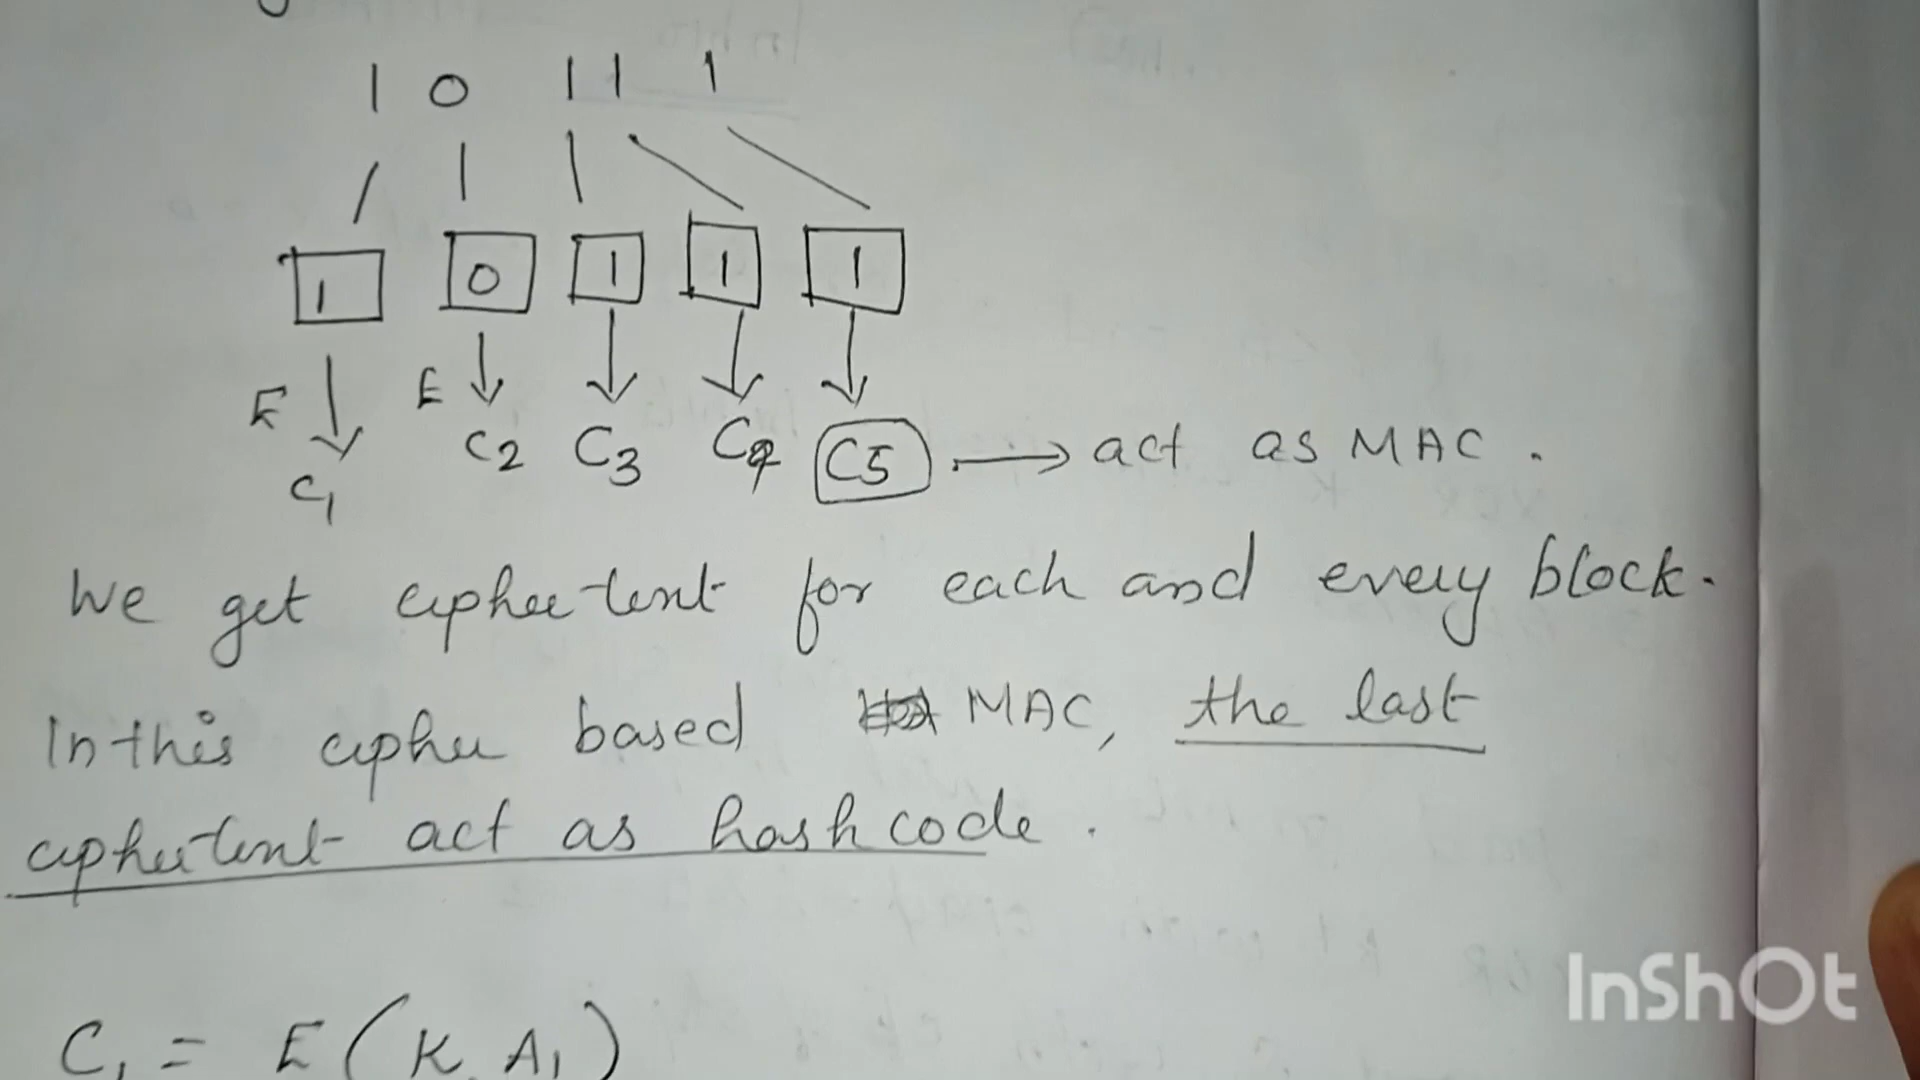 1 0 1 1 1
1 0 1 1 1
E E
C1 C2 C3 C4 C5 → act as MAC.
We get ciphertext for each and every block.
In this cipher based MAC, the last
ciphertext act as hashcode.
C1 = E(K, A1)
InShOt